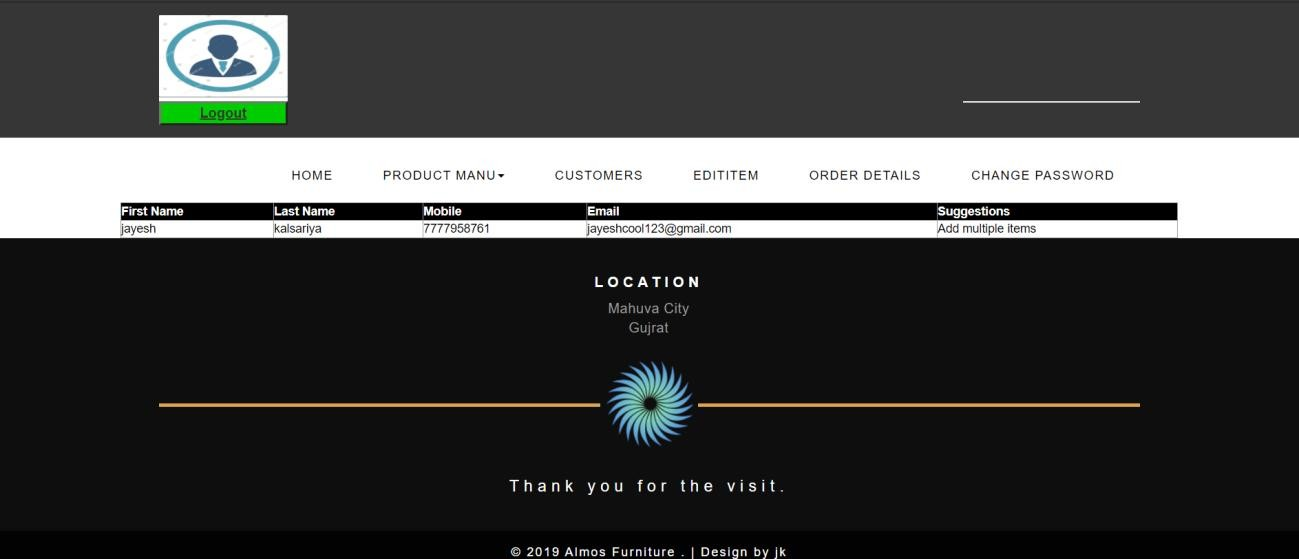 Logout
HOME PRODUCT MANU CUSTOMERS EDITITEM ORDER DETAILS CHANGE PASSWORD
First Name Last Name Mobile Email Suggestions
jayesh kalsariya 7777958761 jayeshcool123@gmail.com Add multiple items
LOCATION
Mahuva City
Gujrat
Thank you for the visit.
© 2019 Almos Furniture . | Design by jk